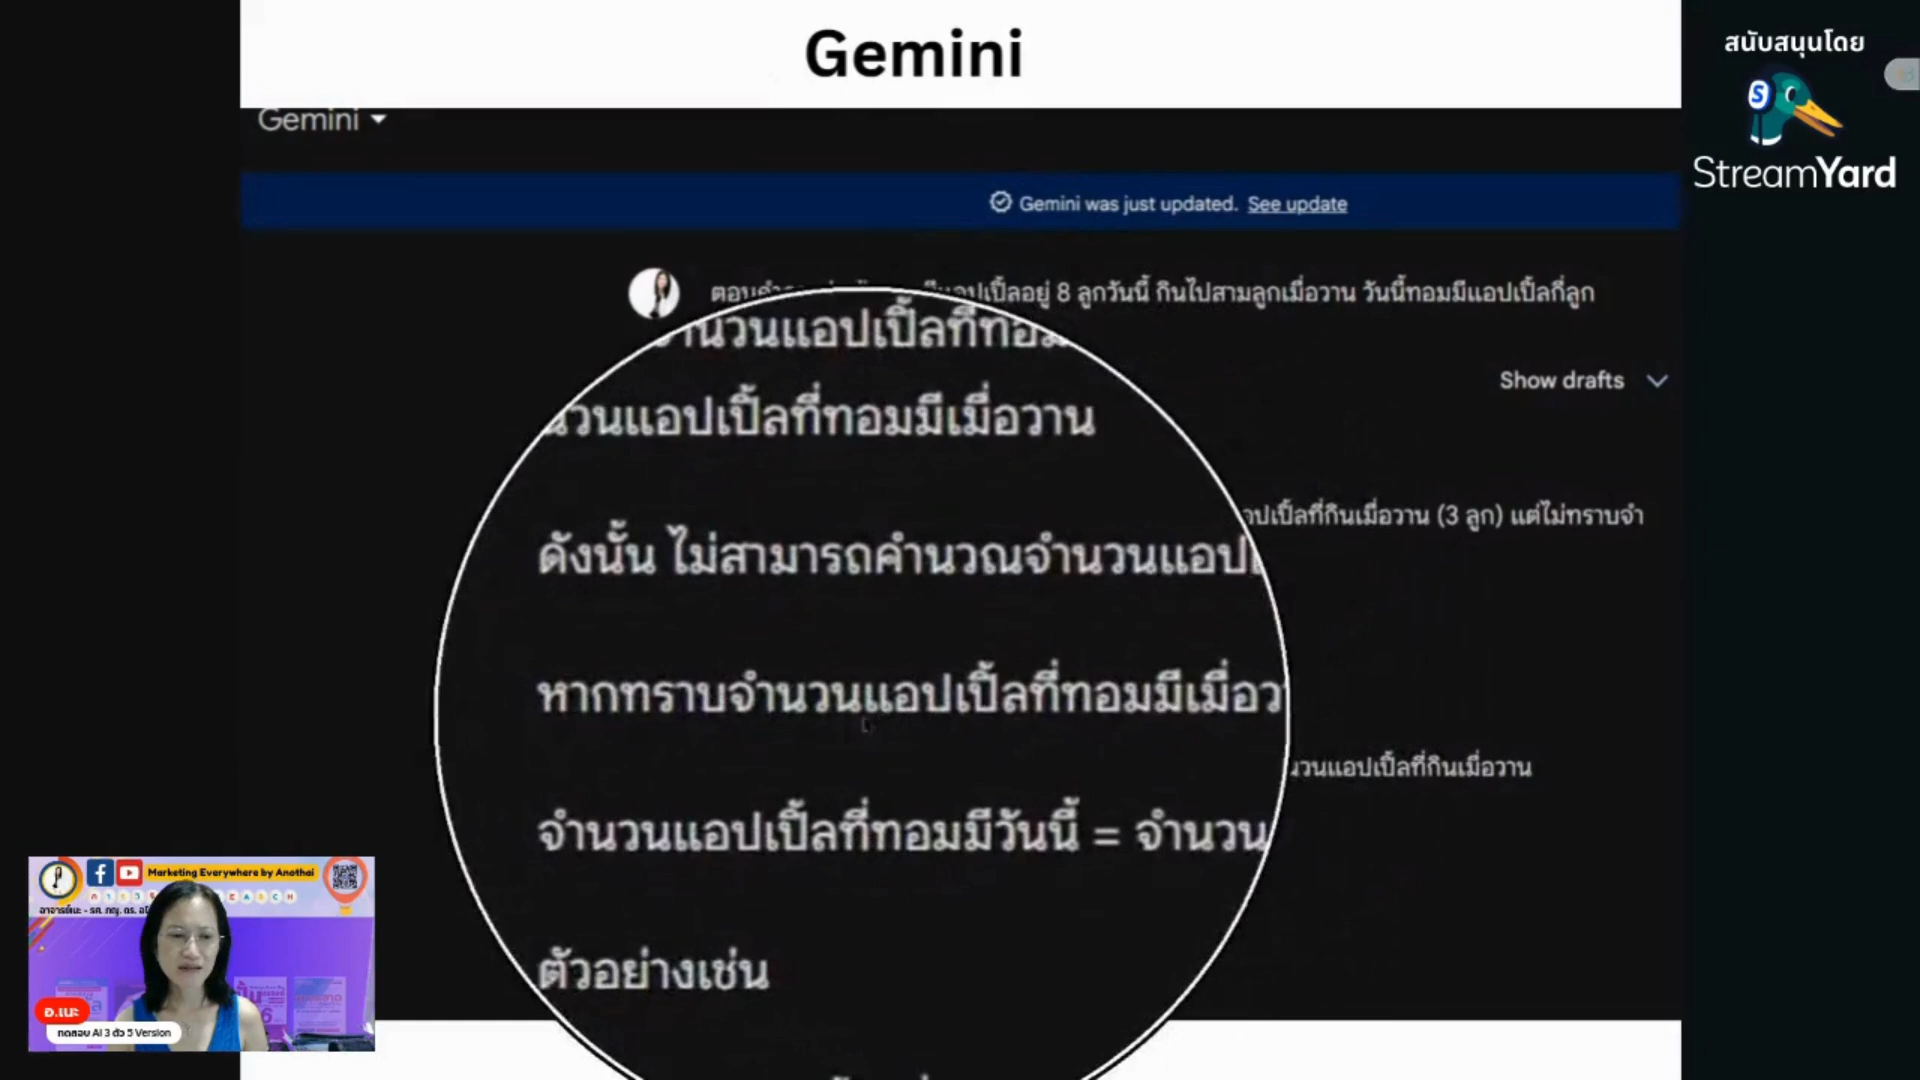 Gemini
สนับสนุนโดย
StreamYard
Gemini
Gemini was just updated. See update
อยู่ 8 ลูกวันนี้ กินไปสามลูกเมื่อวาน วันนี้ทอมมีแอปเปิ้ลกี่ลูก
Show drafts
นวนแอปเปิ้ลที่ทอม
วนแอปเปิ้ลที่ทอมมีเมื่อวาน
ที่กินเมื่อวาน (3 ลูก) แต่ไม่ทราบจำ
ดังนั้น ไม่สามารถคำนวณจำนวนแอป
หากทราบจำนวนแอปเปิ้ลที่ทอมมีเมื่อว
วนแอปเปิ้ลที่กินเมื่อวาน
จำนวนแอปเปิ้ลที่ทอมมีวันนี้ = จำนวน
ตัวอย่างเช่น
Marketing Everywhere by Anothai
อ.แนะ
ทดสอบ AI 3 ตัว 5 Version